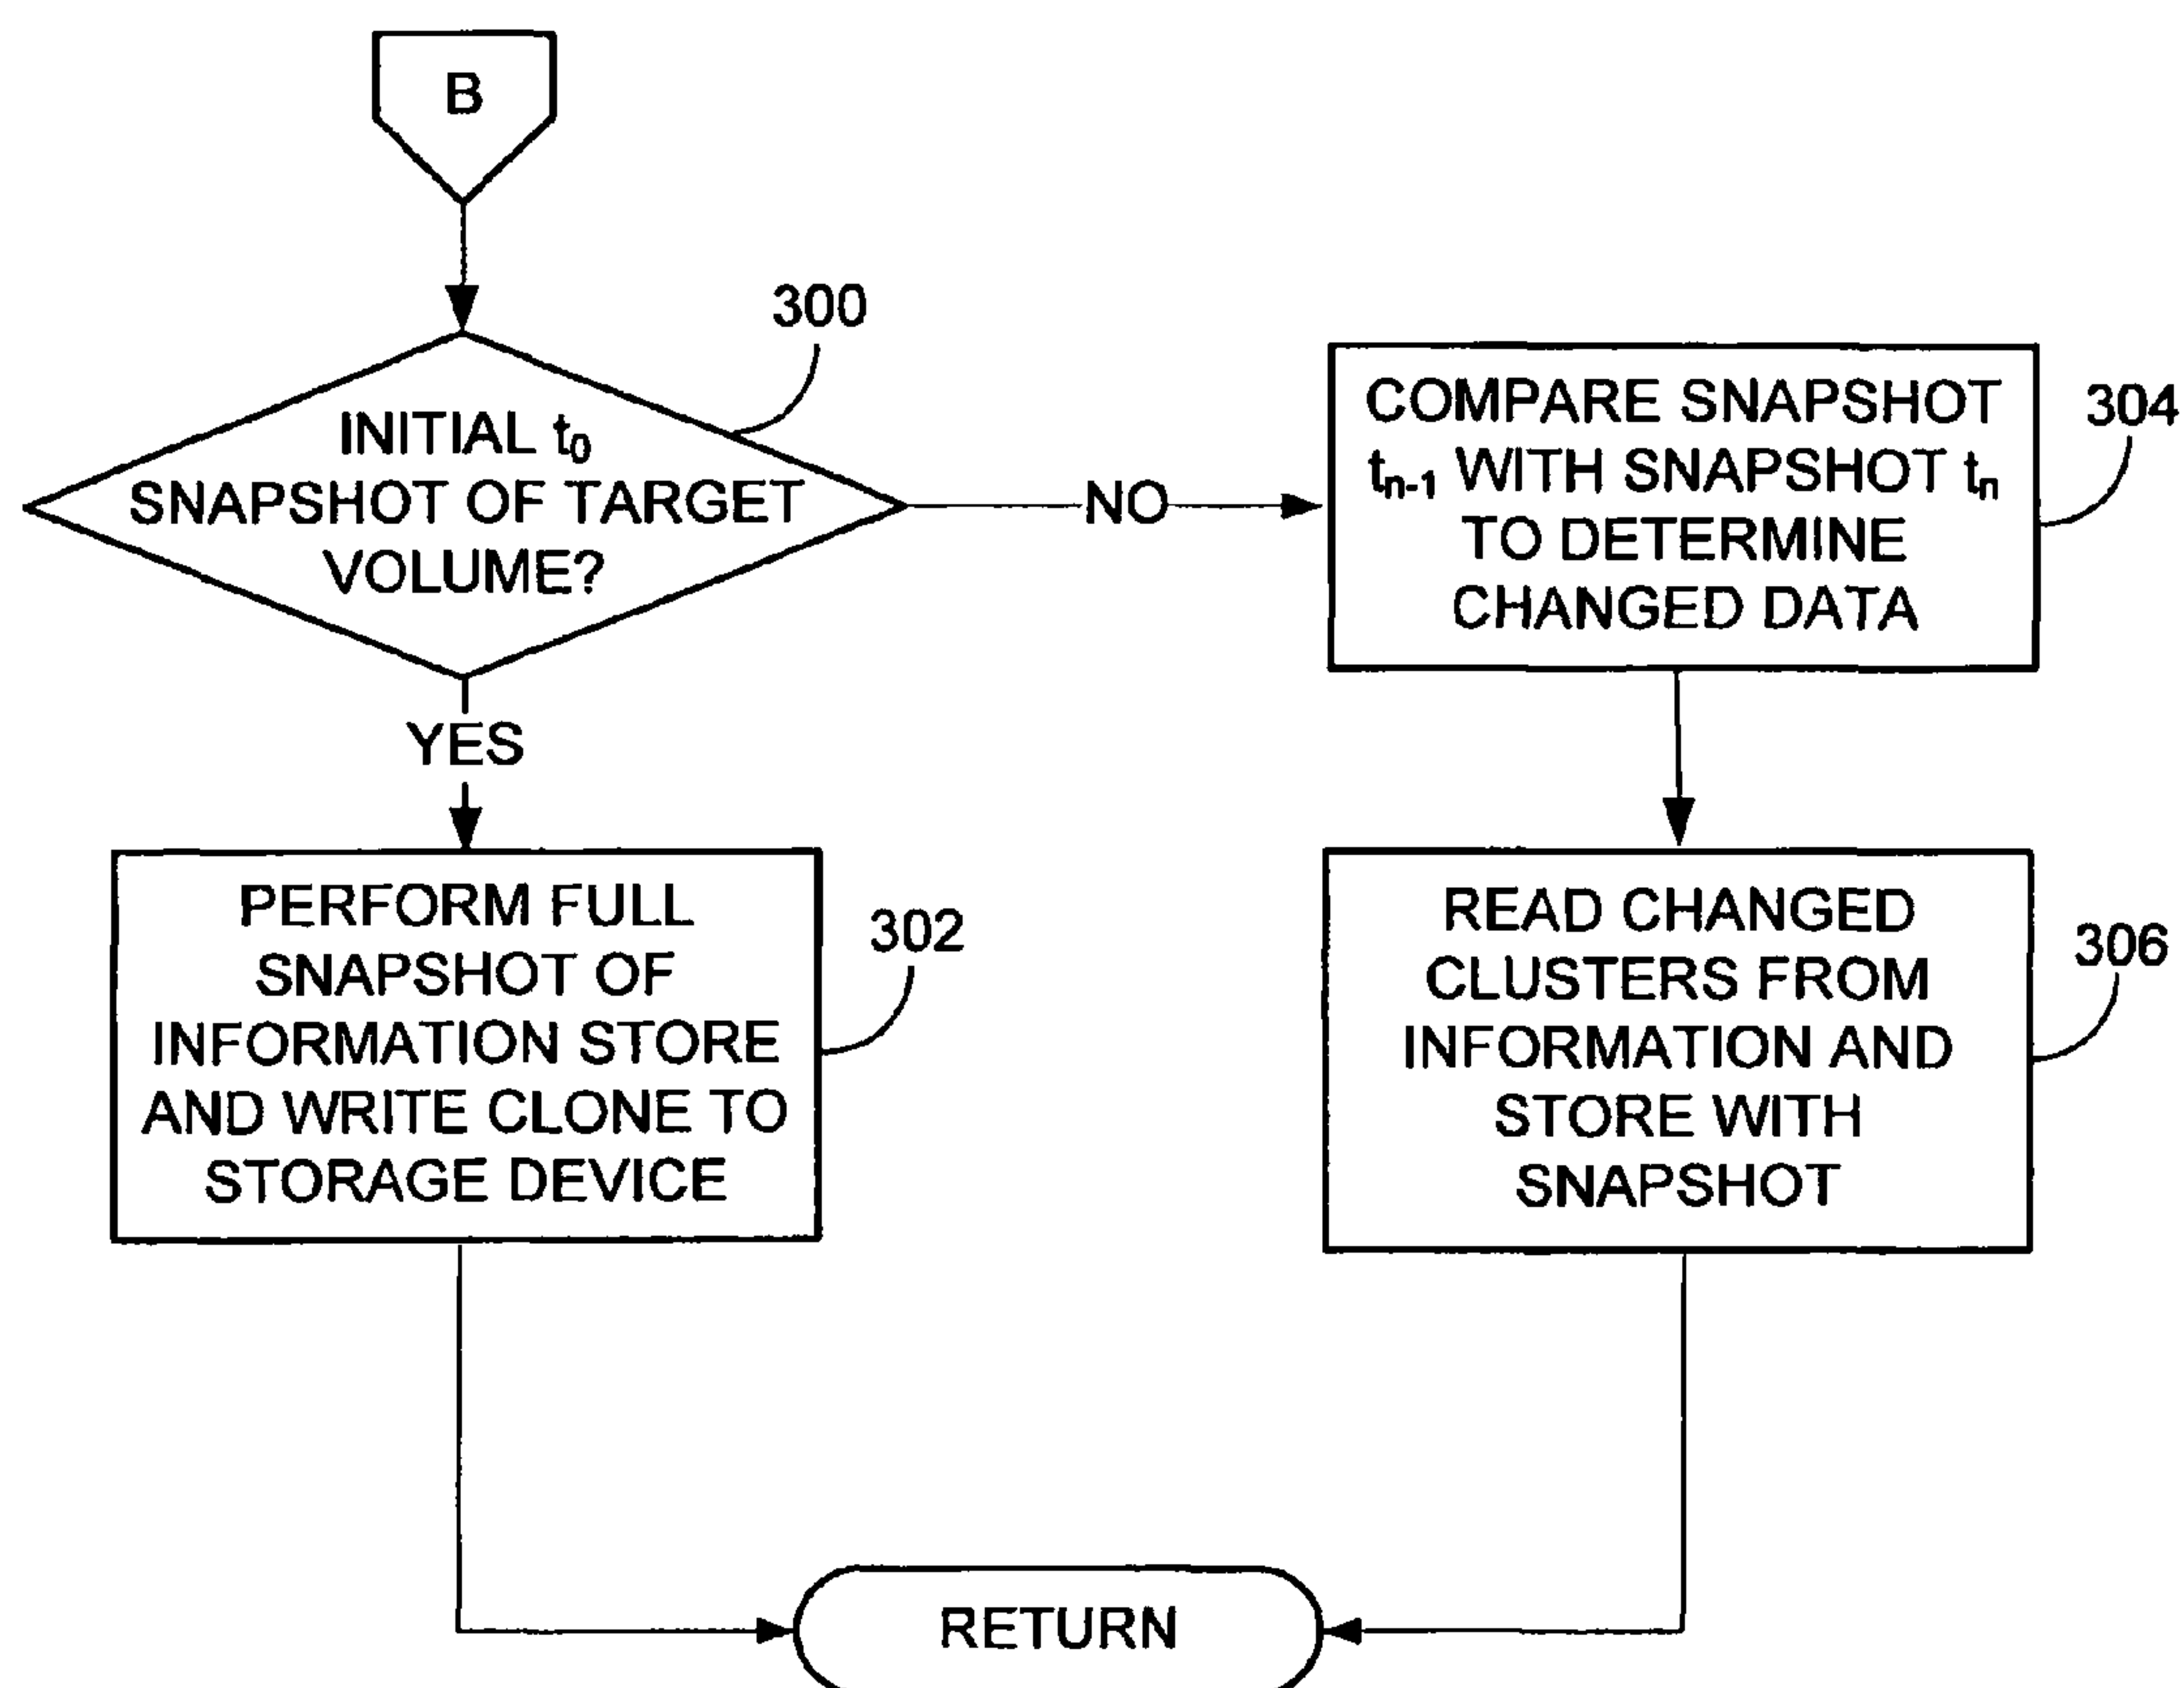 B
300
INITIAL t₀
SNAPSHOT OF TARGET
VOLUME?
NO
COMPARE SNAPSHOT
tₙ₋₁ WITH SNAPSHOT tₙ
TO DETERMINE
CHANGED DATA
304
YES
PERFORM FULL
SNAPSHOT OF
INFORMATION STORE
AND WRITE CLONE TO
STORAGE DEVICE
302
READ CHANGED
CLUSTERS FROM
INFORMATION AND
STORE WITH
SNAPSHOT
306
RETURN